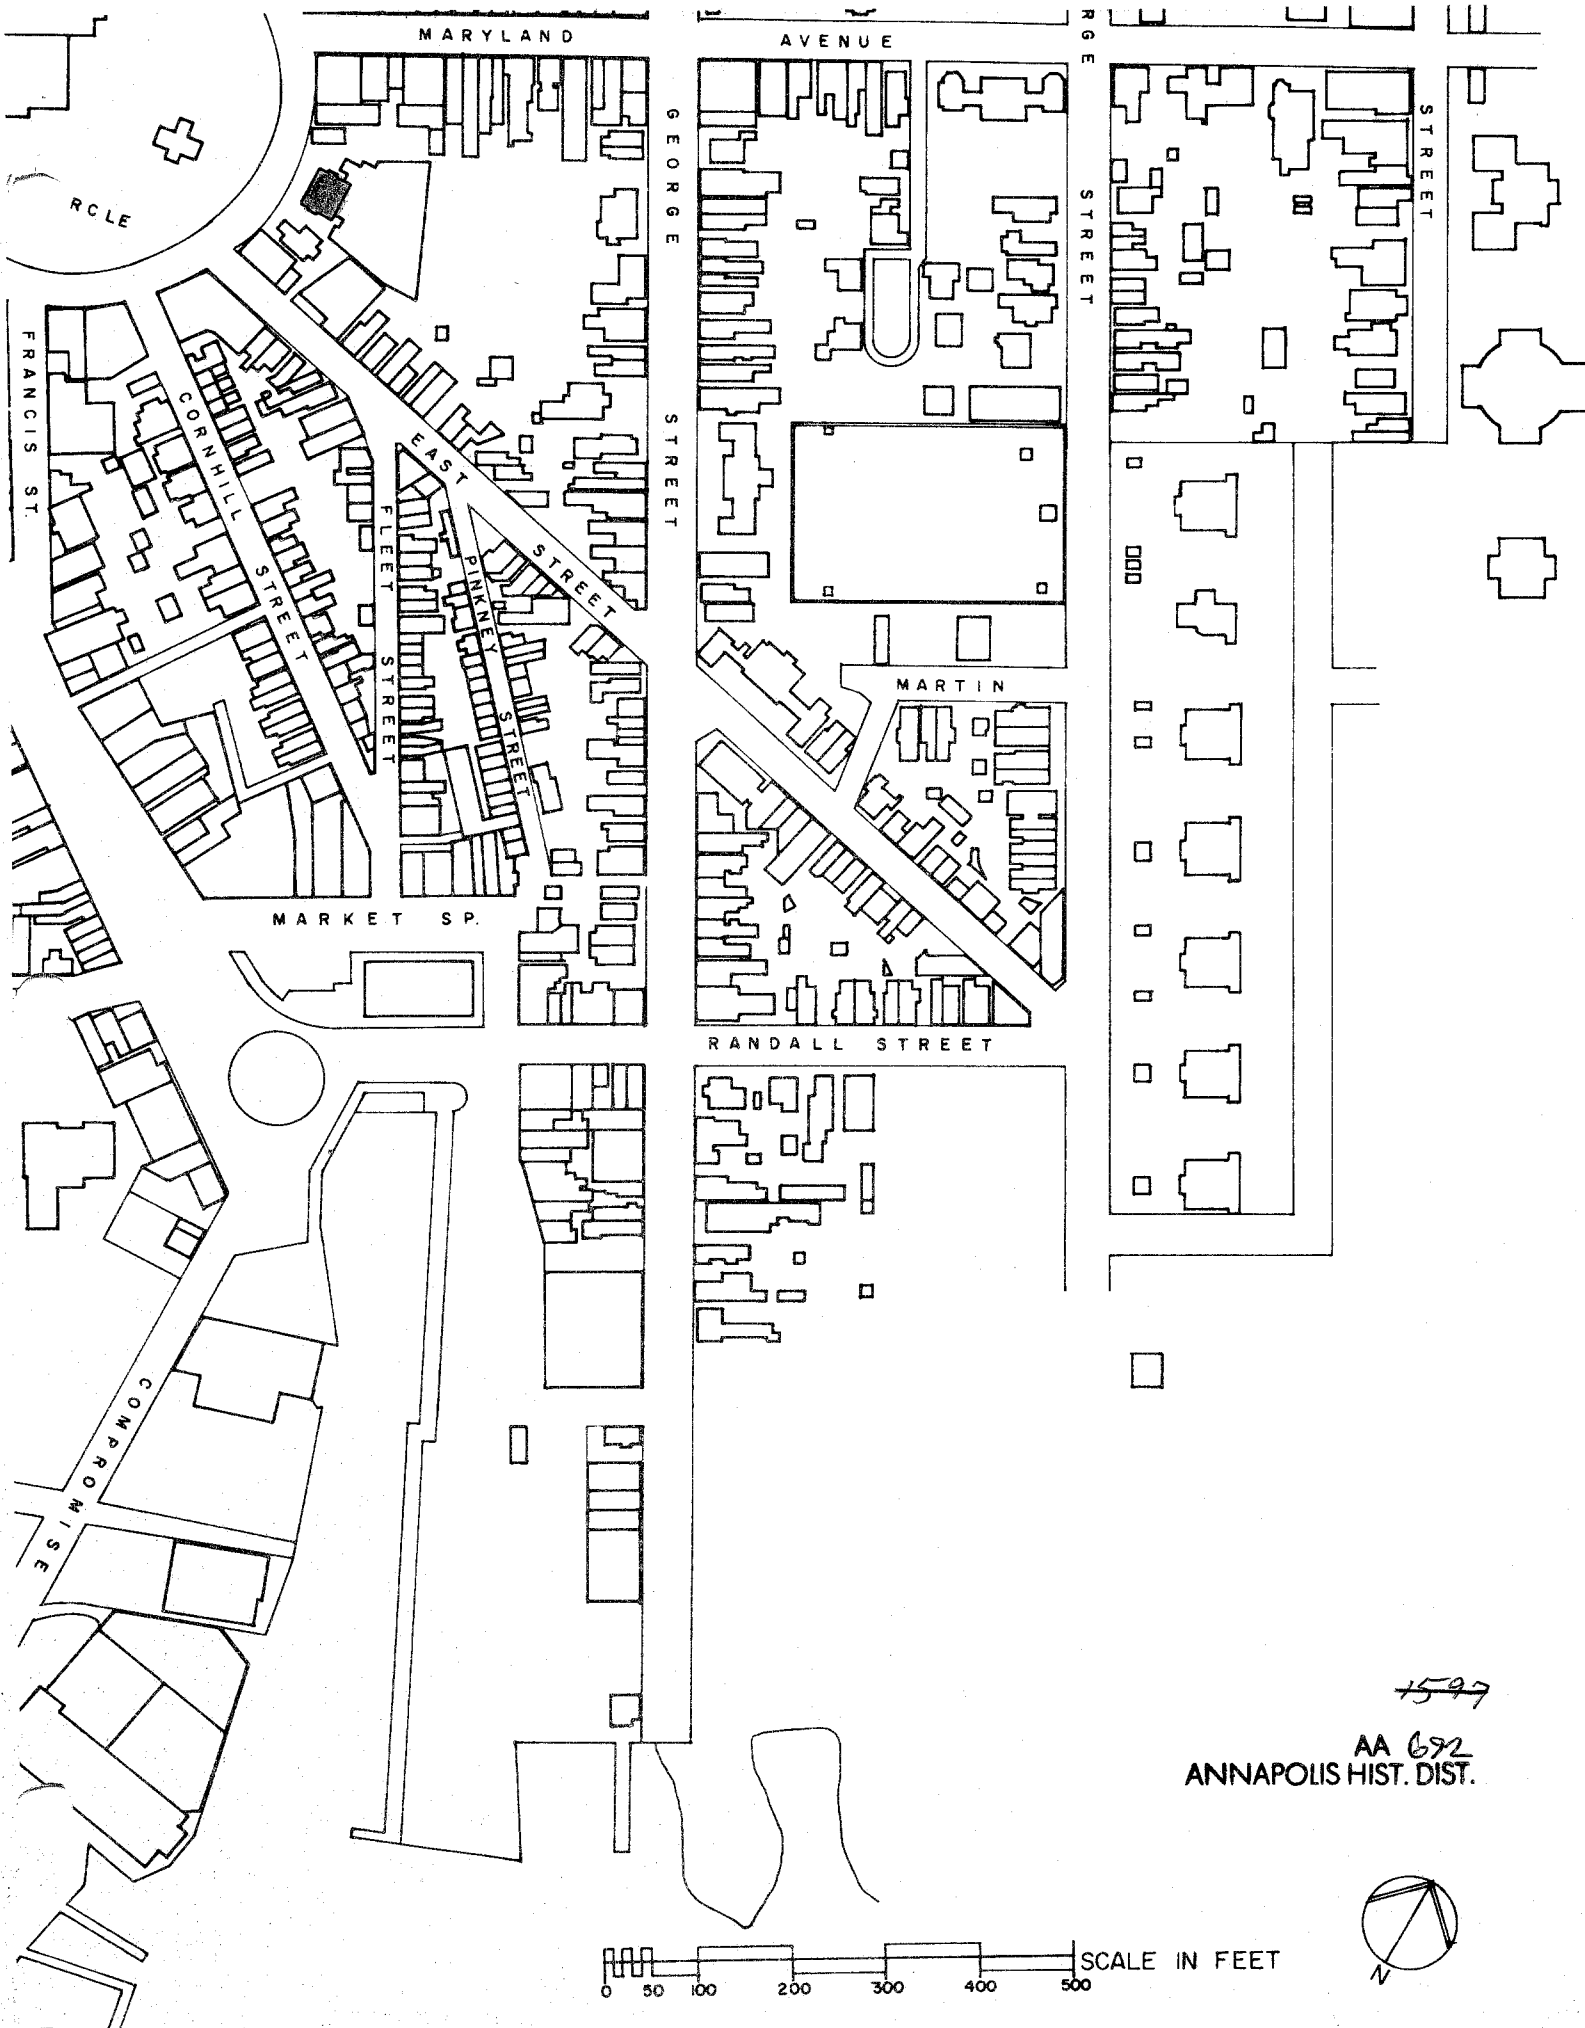 MARYLAND AVENUE
RGE STREET
GEORGE STREET
STREET
RCLE
FRANCIS ST.
CORNHILL STREET
EAST STREET
FLEET STREET
PINKNEY STREET
MARTIN
MARKET SP.
RANDALL STREET
COMPROMISE
1597
AA 692
ANNAPOLIS HIST. DIST.
N
SCALE IN FEET
0 50 100 200 300 400 500